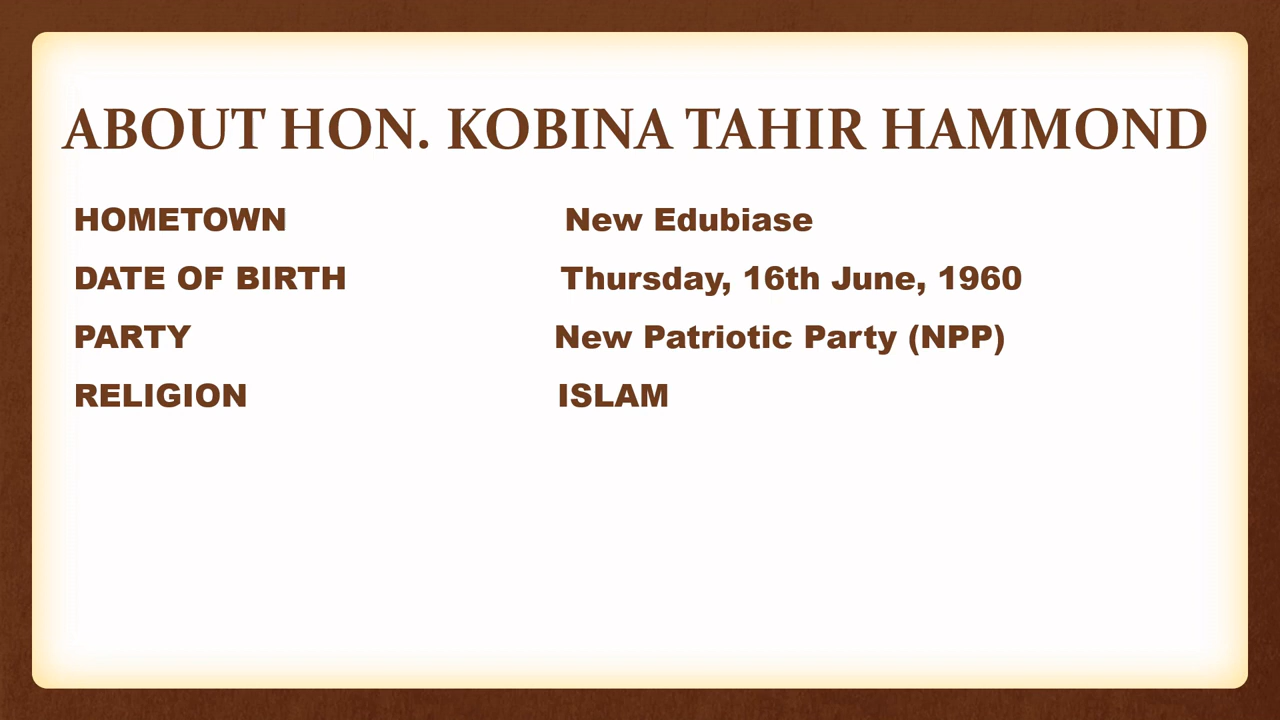 ABOUT HON. KOBINA TAHIR HAMMOND
HOMETOWN New Edubiase
DATE OF BIRTH Thursday, 16th June, 1960
PARTY New Patriotic Party (NPP)
RELIGION ISLAM